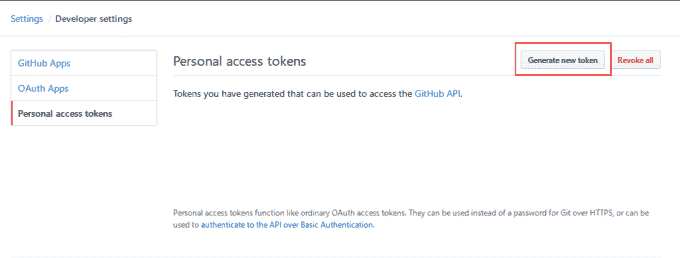 Settings / Developer settings
GitHub Apps
OAuth Apps
Personal access tokens
Personal access tokens
Generate new token
Revoke all
Tokens you have generated that can be used to access the GitHub API.
Personal access tokens function like ordinary OAuth access tokens. They can be used instead of a password for Git over HTTPS, or can be
used to authenticate to the API over Basic Authentication.